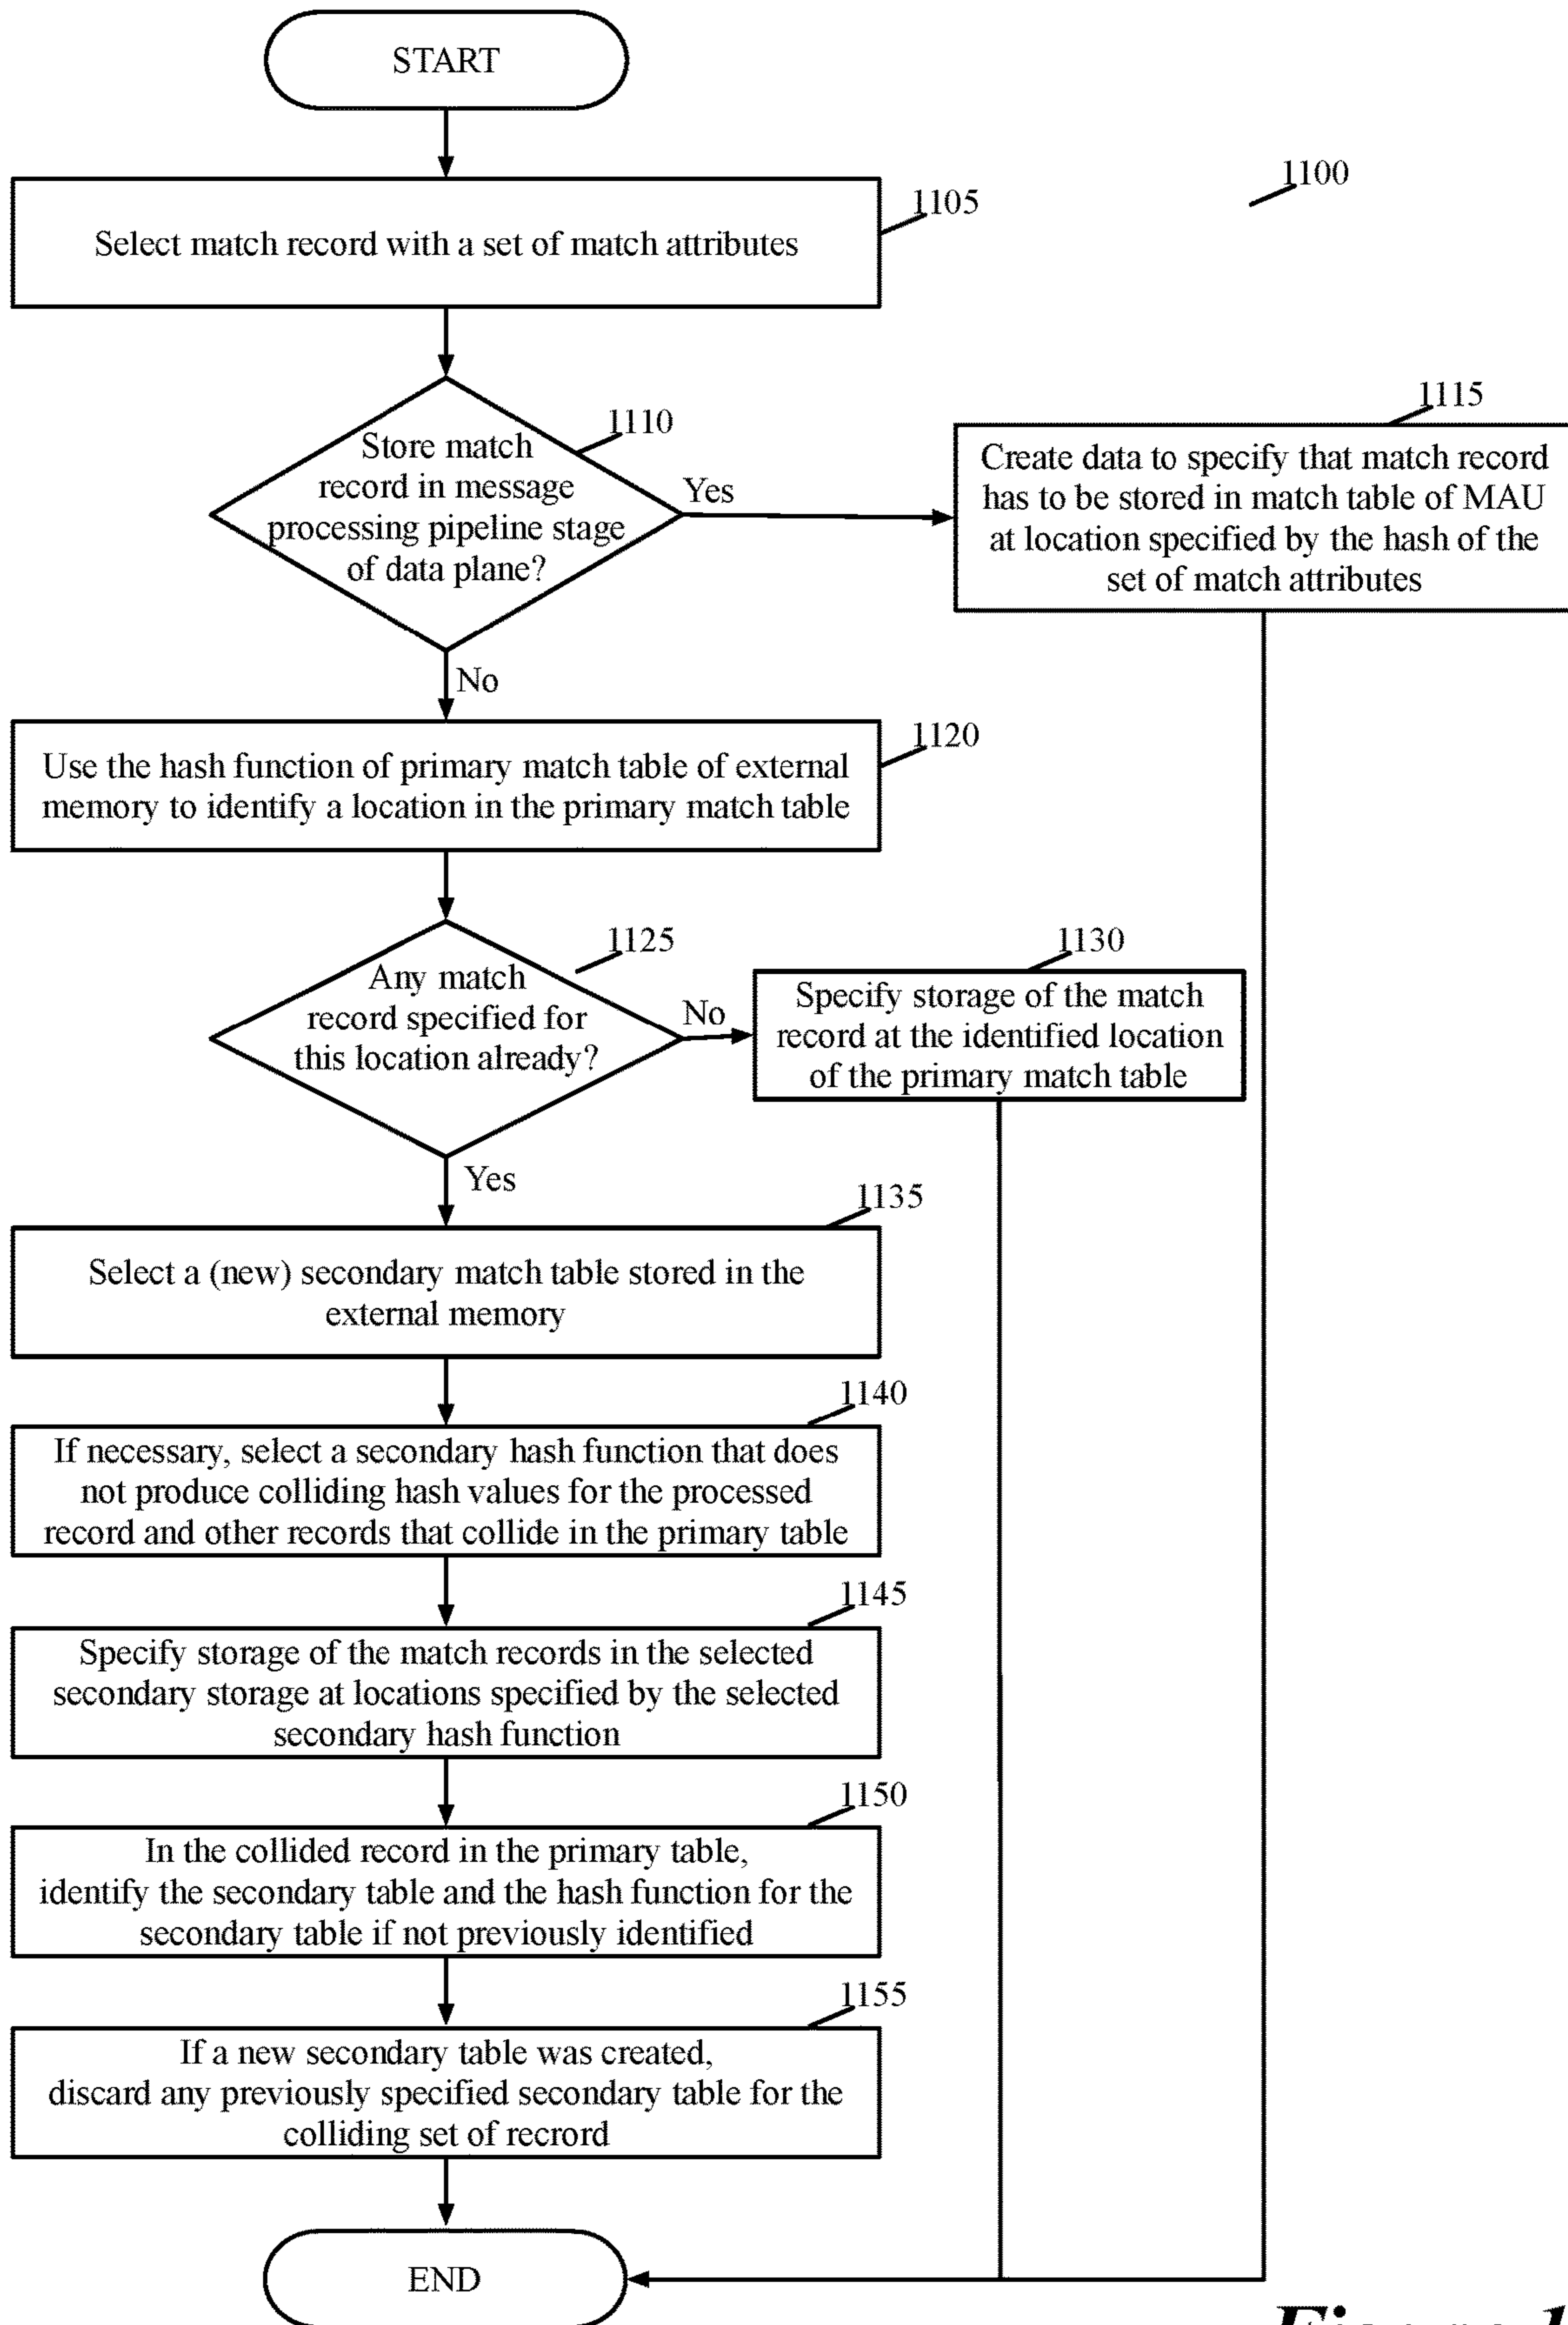 START
1100
1105
Select match record with a set of match attributes
1110
Store match
record in message
processing pipeline stage
of data plane?
Yes
1115
Create data to specify that match record
has to be stored in match table of MAU
at location specified by the hash of the
set of match attributes
No
1120
Use the hash function of primary match table of external
memory to identify a location in the primary match table
1125
Any match
record specified for
this location already?
No
1130
Specify storage of the match
record at the identified location
of the primary match table
Yes
1135
Select a (new) secondary match table stored in the
external memory
1140
If necessary, select a secondary hash function that does
not produce colliding hash values for the processed
record and other records that collide in the primary table
1145
Specify storage of the match records in the selected
secondary storage at locations specified by the selected
secondary hash function
1150
In the collided record in the primary table,
identify the secondary table and the hash function for the
secondary table if not previously identified
1155
If a new secondary table was created,
discard any previously specified secondary table for the
colliding set of recrord
END